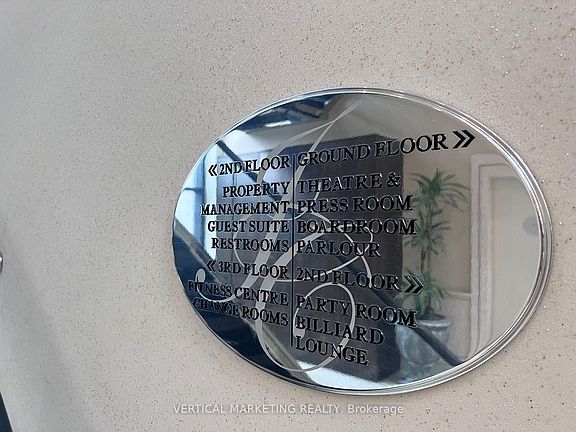 « 2ND FLOOR
PROPERTY
MANAGEMENT
GUEST SUITE
RESTROOMS
« 3RD FLOOR
FITNESS CENTRE
CHANGE ROOMS
GROUND FLOOR »
THEATRE &
PRESS ROOM
BOARDROOM
PARLOUR
2ND FLOOR »
PARTY ROOM
BILLIARD
LOUNGE
VERTICAL MARKETING REALTY, Brokerage